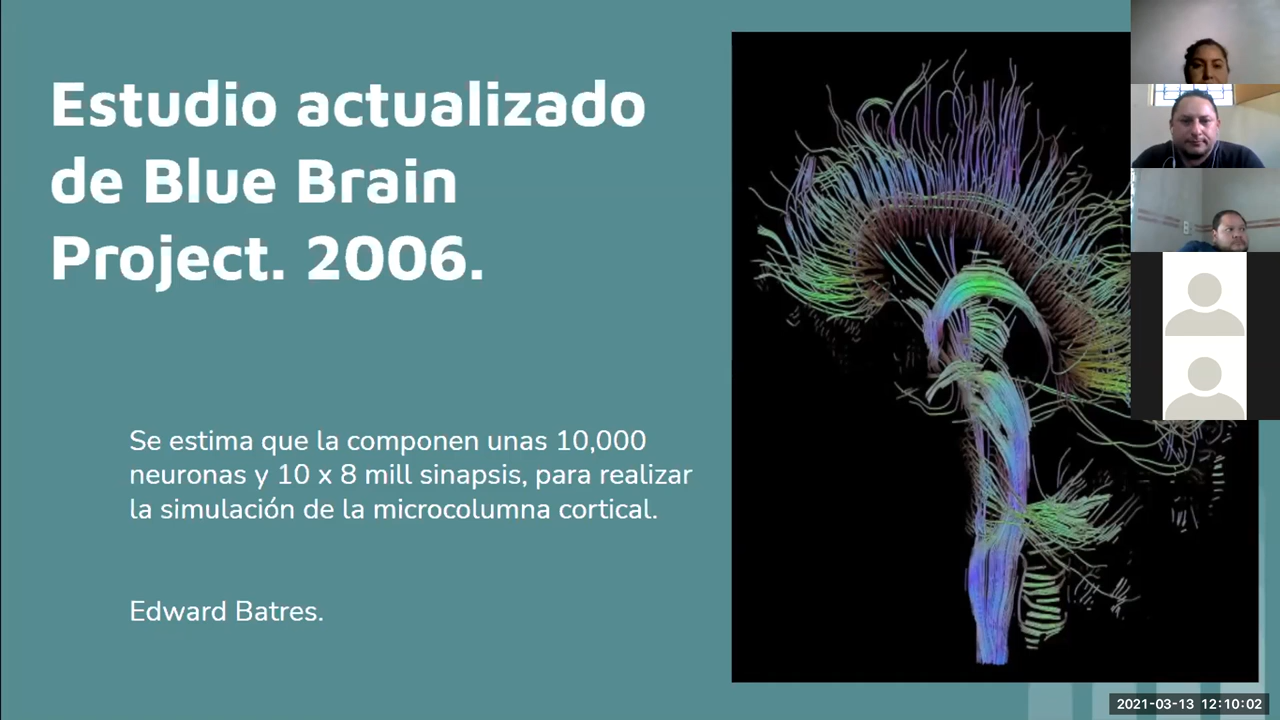 Estudio actualizado
de Blue Brain
Project. 2006.
Se estima que la componen unas 10,000
neuronas y 10 x 8 mill sinapsis, para realizar
la simulación de la microcolumna cortical.
Edward Batres.
2021-03-13 12:10:02